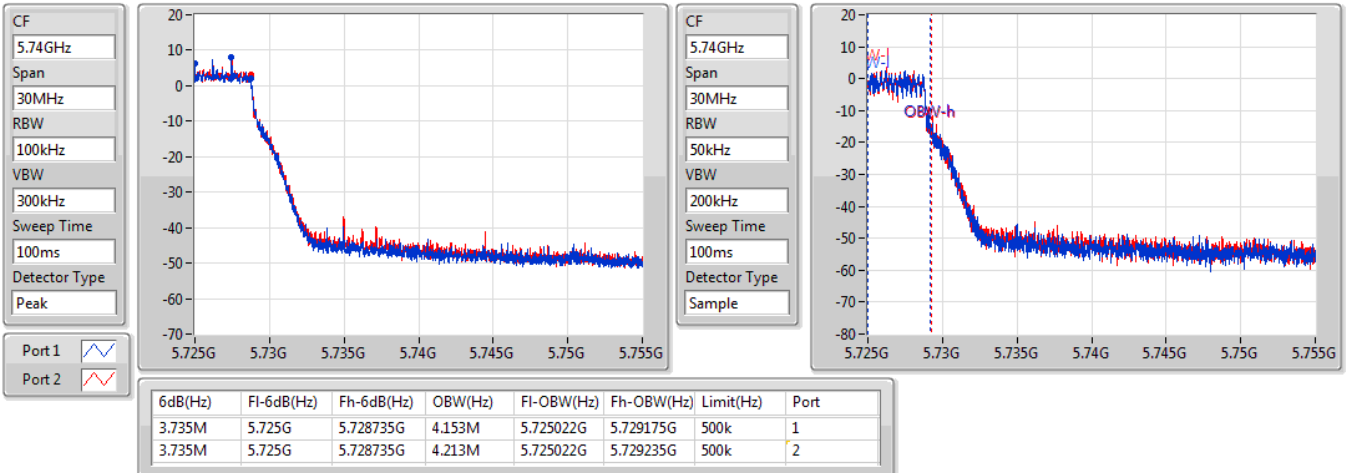 CF
5.74GHz
Span
30MHz
RBW
100kHz
VBW
300kHz
Sweep Time
100ms
Detector Type
Peak
Port 1
Port 2
20
10
0
-10
-20
-30
-40
-50
-60
-70
5.725G 5.73G 5.735G 5.74G 5.745G 5.75G 5.755G
CF
5.74GHz
Span
30MHz
RBW
50kHz
VBW
200kHz
Sweep Time
100ms
Detector Type
Sample
20
10
0
-10
-20
-30
-40
-50
-60
-70
-80
OBW-h
5.725G 5.73G 5.735G 5.74G 5.745G 5.75G 5.755G
6dB(Hz) Fl-6dB(Hz) Fh-6dB(Hz) OBW(Hz) Fl-OBW(Hz) Fh-OBW(Hz) Limit(Hz) Port
3.735M 5.725G 5.728735G 4.153M 5.725022G 5.729175G 500k 1
3.735M 5.725G 5.728735G 4.213M 5.725022G 5.729235G 500k 2